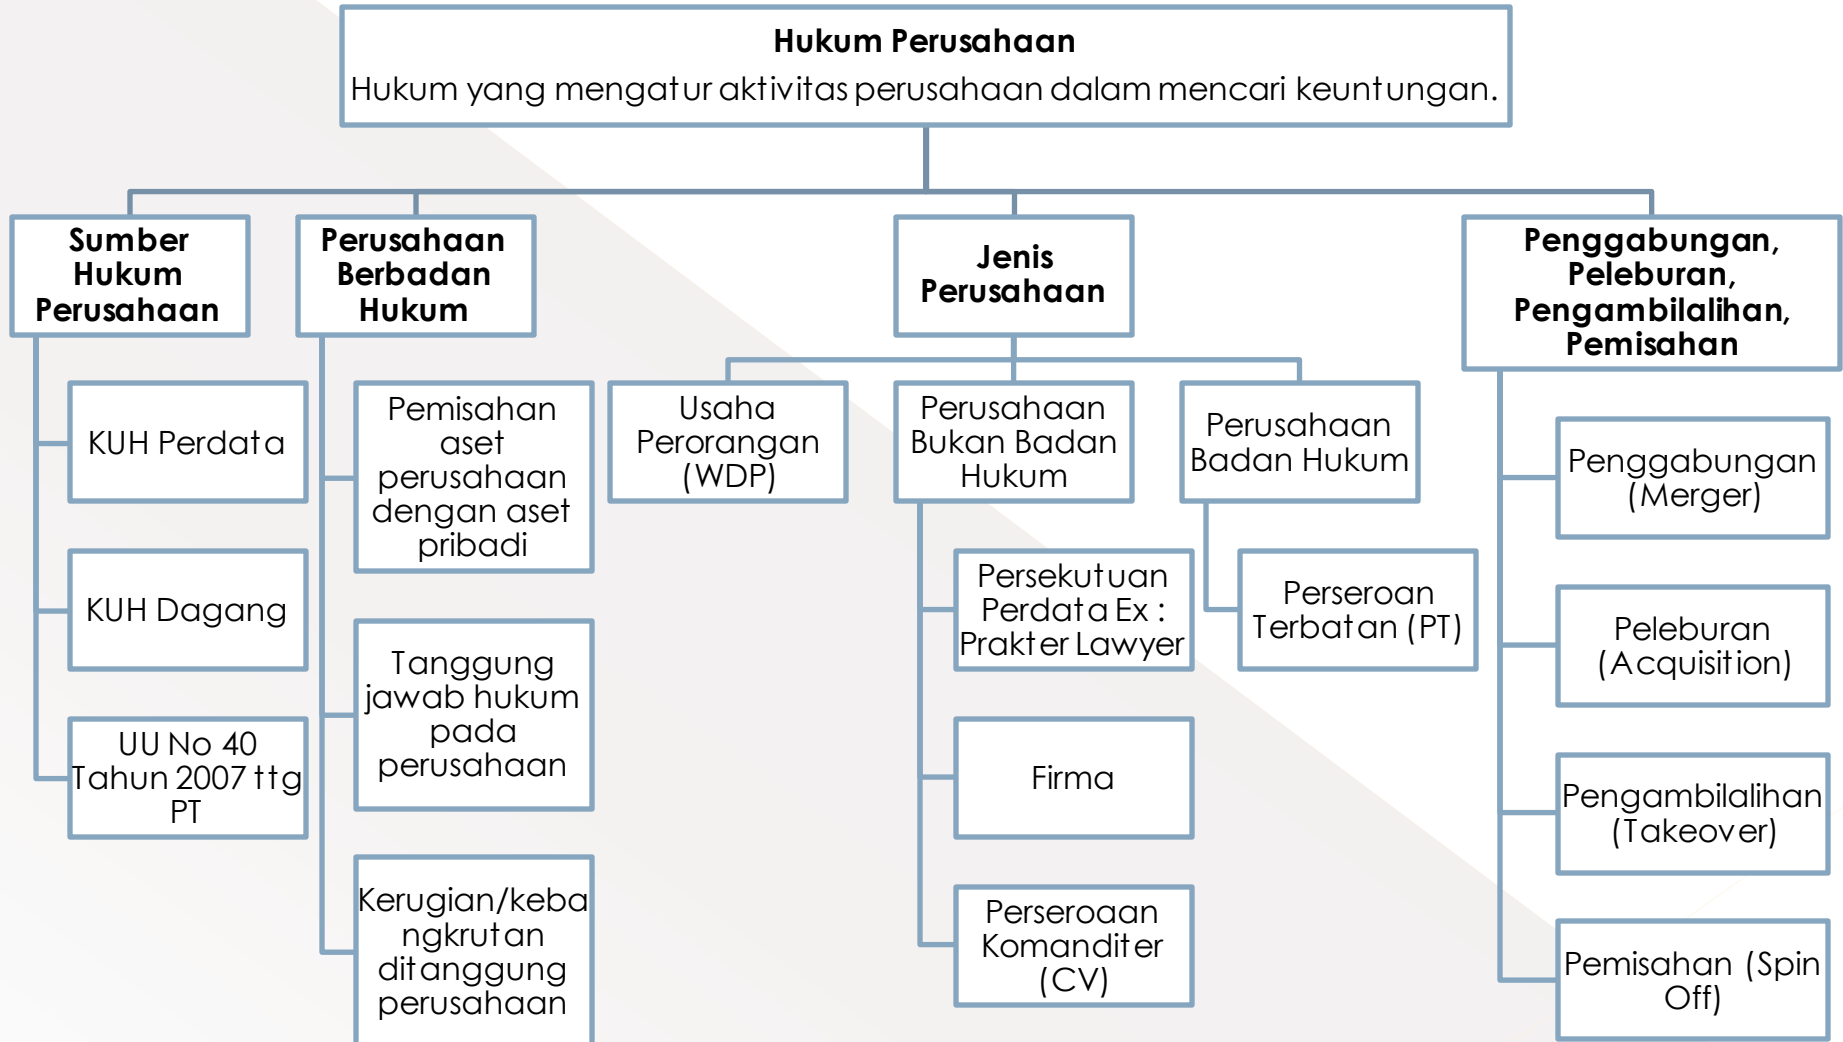 Hukum Perusahaan
Hukum yang mengatur aktivitas perusahaan dalam mencari keuntungan.
Sumber
Hukum
Perusahaan
KUH Perdata
KUH Dagang
UU No 40
Tahun 2007 ttg
PT
Perusahaan
Berbadan
Hukum
Pemisahan
aset
perusahaan
dengan aset
pribadi
Tanggung
jawab hukum
pada
perusahaan
Kerugian/keba
ngkrutan
ditanggung
perusahaan
Jenis
Perusahaan
Usaha
Perorangan
(WDP)
Perusahaan
Bukan Badan
Hukum
Persekutuan
Perdata Ex :
Prakter Lawyer
Firma
Perseroaan
Komanditer
(CV)
Perusahaan
Badan Hukum
Perseroan
Terbatan (PT)
Penggabungan,
Peleburan,
Pengambilalihan,
Pemisahan
Penggabungan
(Merger)
Peleburan
(Acquisition)
Pengambilalihan
(Takeover)
Pemisahan (Spin
Off)